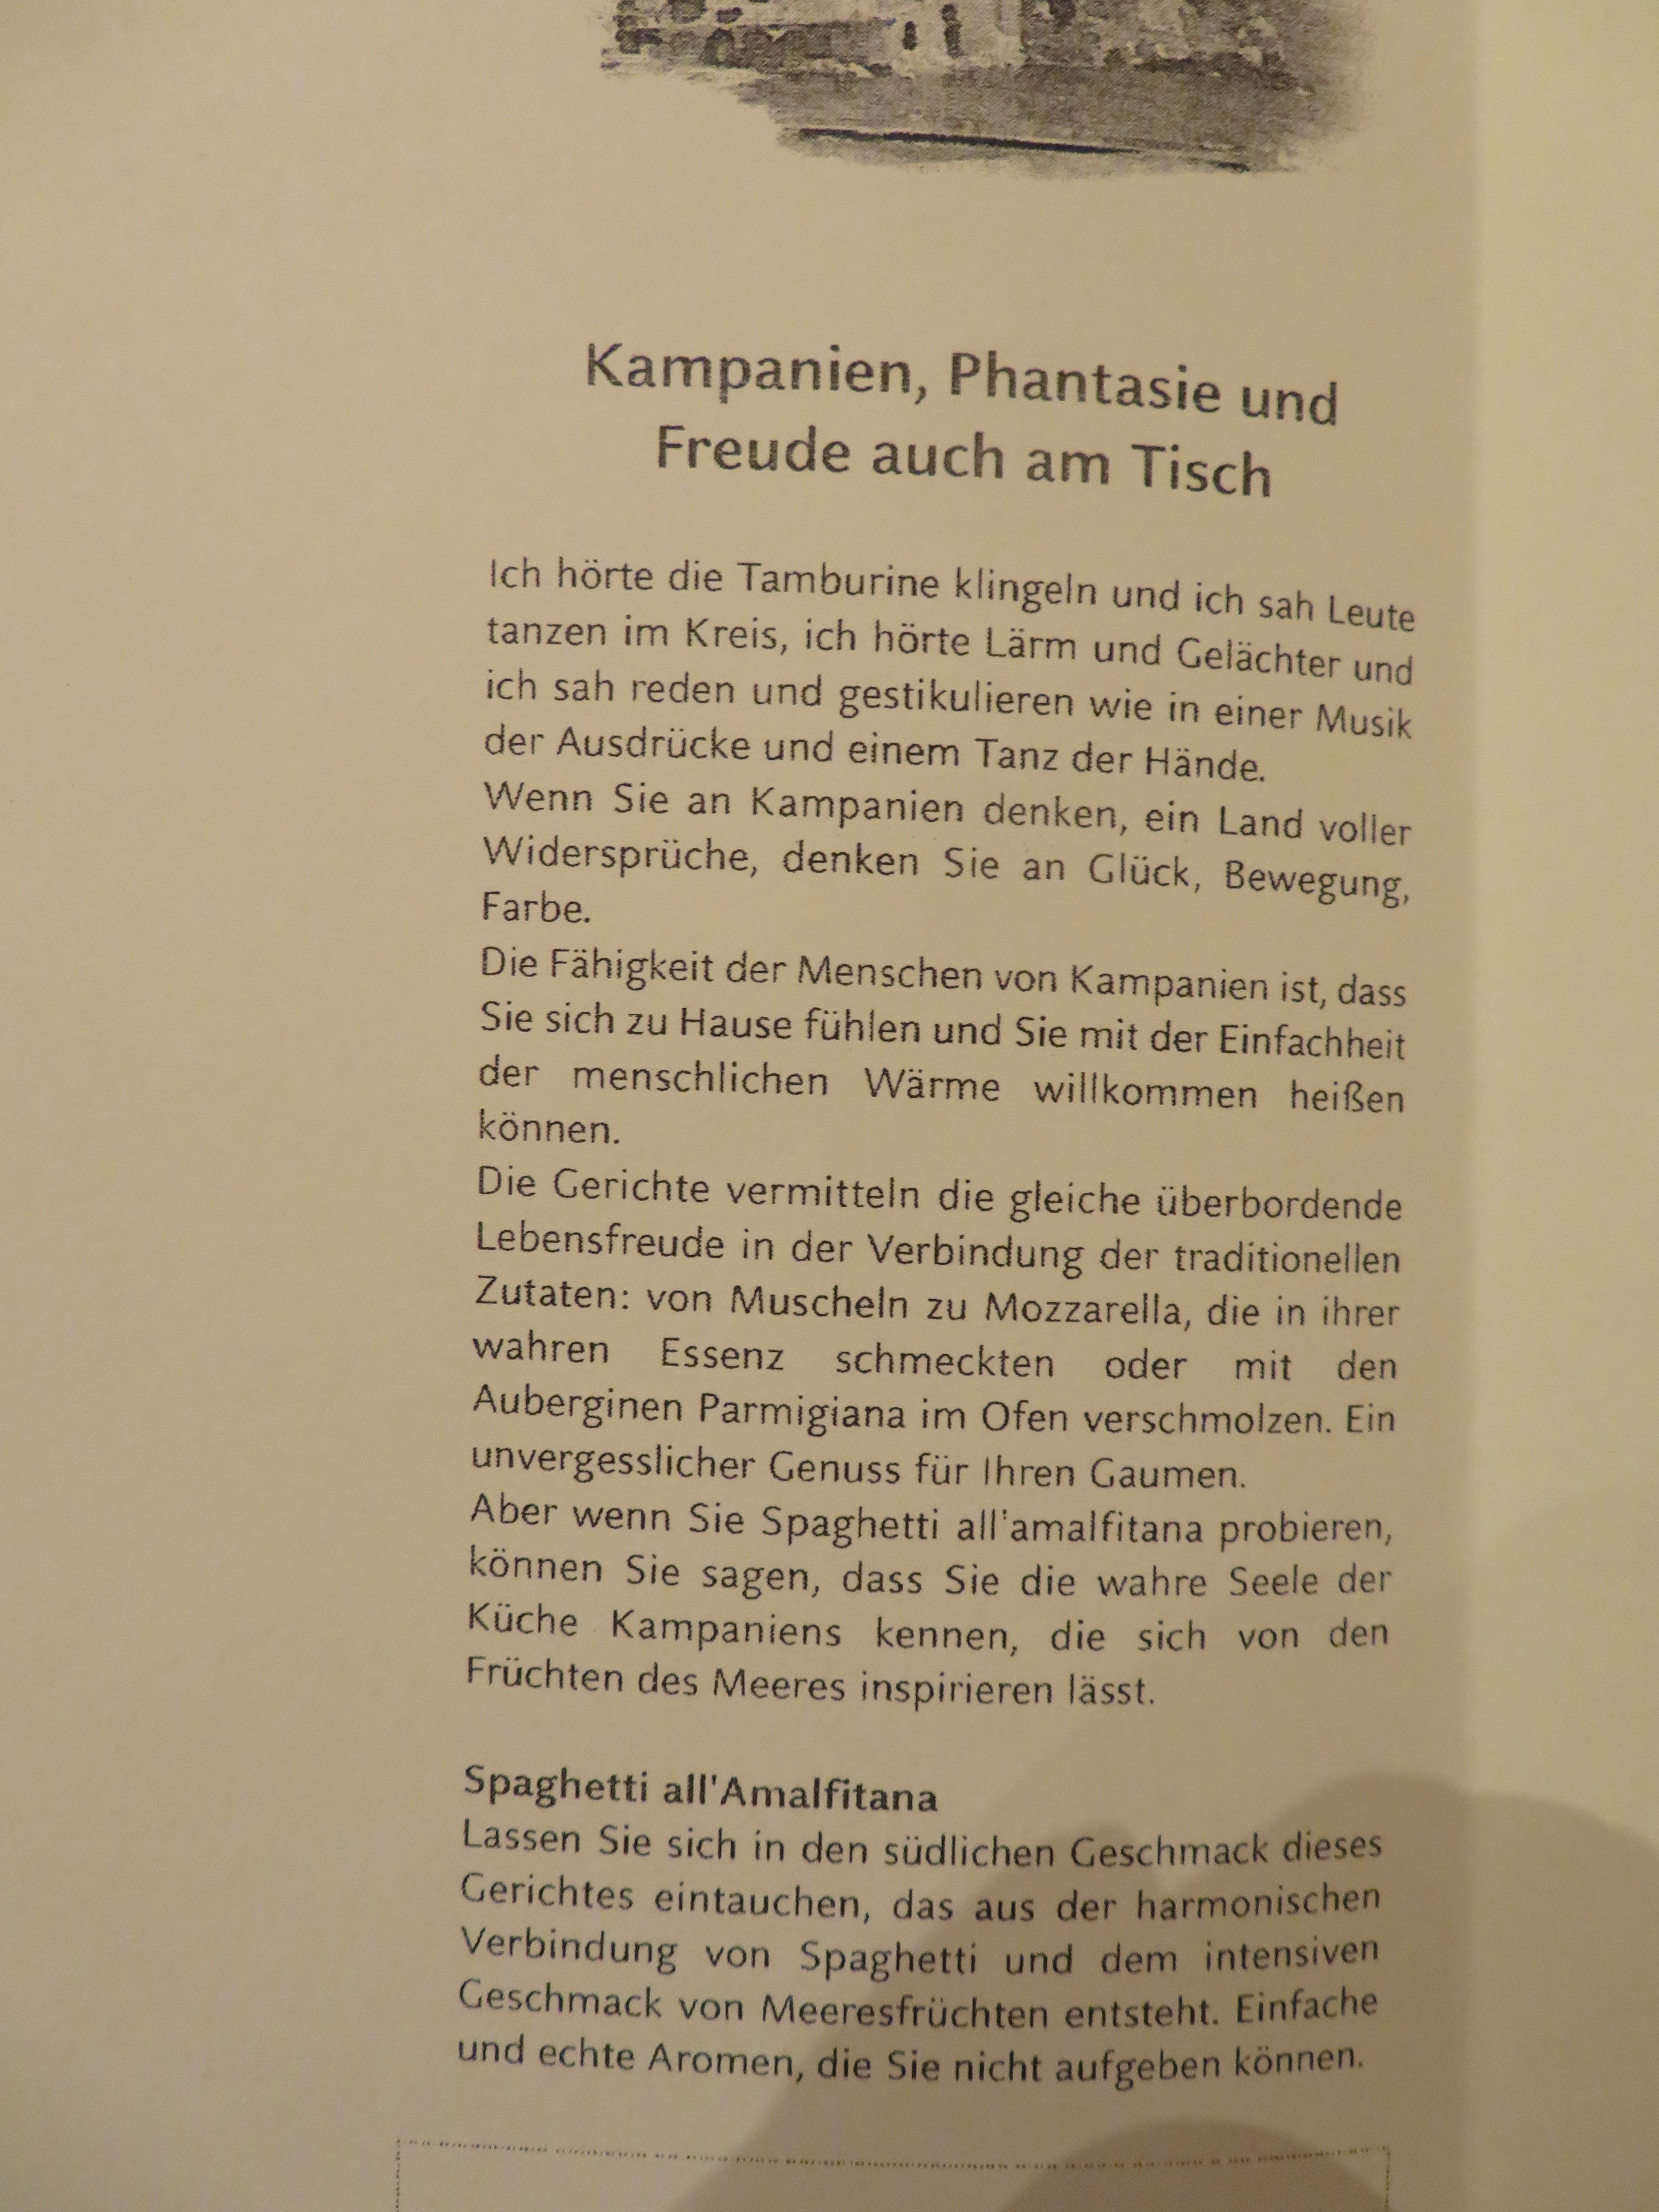 Kampanien, Phantasie und
Freude auch am Tisch
Ich hörte die Tamburine klingeln und ich sah Leute
tanzen im Kreis, ich hörte Lärm und Gelächter und
ich sah reden und gestikulieren wie in einer Musik
der Ausdrücke und einem Tanz der Hände.
Wenn Sie an Kampanien denken, ein Land voller
Widersprüche, denken Sie an Glück, Bewegung,
Farbe.
Die Fähigkeit der Menschen von Kampanien ist, dass
Sie sich zu Hause fühlen und Sie mit der Einfachheit
der menschlichen Wärme willkommen heißen
können.
Die Gerichte vermitteln die gleiche überbordende
Lebensfreude in der Verbindung der traditionellen
Zutaten: von Muscheln zu Mozzarella, die in ihrer
wahren Essenz schmeckten oder mit den
Auberginen Parmigiana im Ofen verschmolzen. Ein
unvergesslicher Genuss für Ihren Gaumen.
Aber wenn Sie Spaghetti all'amalfitana probieren,
können Sie sagen, dass Sie die wahre Seele der
Küche Kampaniens kennen, die sich von den
Früchten des Meeres inspirieren lässt.
Spaghetti all'Amalfitana
Lassen Sie sich in den südlichen Geschmack dieses
Gerichtes eintauchen, das aus der harmonischen
Verbindung von Spaghetti und dem intensiven
Geschmack von Meeresfrüchten entsteht. Einfache
und echte Aromen, die Sie nicht aufgeben können.